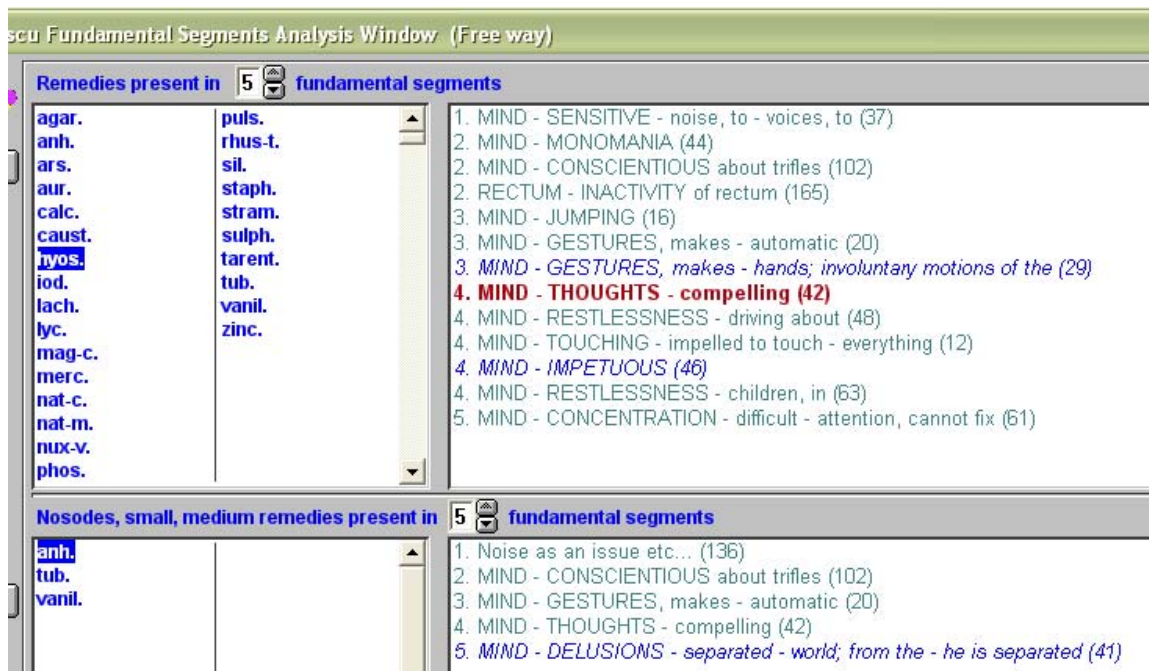 scu Fundamental Segments Analysis Window (Free way)
Remedies present in 5 fundamental segments
agar.
anh.
ars.
aur.
calc.
caust.
hyos.
iod.
lach.
lyc.
mag-c.
merc.
nat-c.
nat-m.
nux-v.
phos.
puls.
rhus-t.
sil.
staph.
stram.
sulph.
tarent.
tub.
vanil.
zinc.
1. MIND - SENSITIVE - noise, to - voices, to (37)
2. MIND - MONOMANIA (44)
2. MIND - CONSCIENTIOUS about trifles (102)
2. RECTUM - INACTIVITY of rectum (165)
3. MIND - JUMPING (16)
3. MIND - GESTURES, makes - automatic (20)
3. MIND - GESTURES, makes - hands; involuntary motions of the (29)
4. MIND - THOUGHTS - compelling (42)
4. MIND - RESTLESSNESS - driving about (48)
4. MIND - TOUCHING - impelled to touch - everything (12)
4. MIND - IMPETUOUS (46)
4. MIND - RESTLESSNESS - children, in (63)
5. MIND - CONCENTRATION - difficult - attention, cannot fix (61)
Nosodes, small, medium remedies present in 5 fundamental segments
anh.
tub.
vanil.
1. Noise as an issue etc... (136)
2. MIND - CONSCIENTIOUS about trifles (102)
3. MIND - GESTURES, makes - automatic (20)
4. MIND - THOUGHTS - compelling (42)
5. MIND - DELUSIONS - separated - world; from the - he is separated (41)